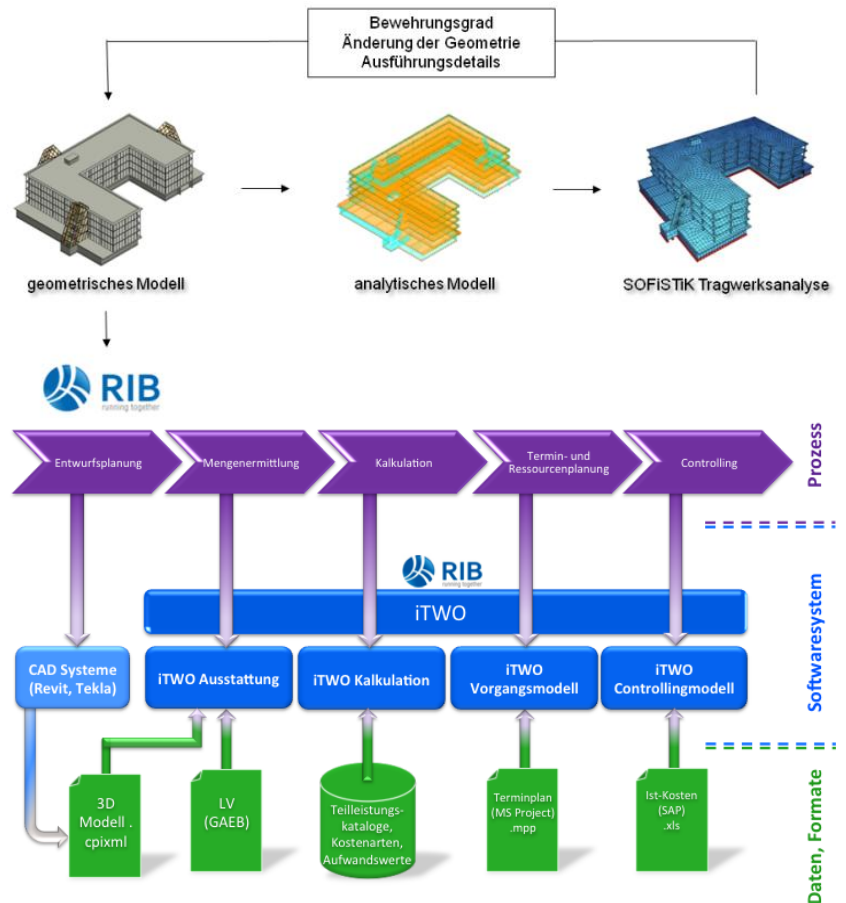 Bewehrungsgrad
Änderung der Geometrie
Ausführungsdetails
geometrisches Modell
analytisches Modell
SOFiSTiK Tragwerksanalyse
RIB
running together
Entwurfsplanung
Mengenermittlung
Kalkulation
Termin- und
Ressourcenplanung
Controlling
Prozess
RIB
running together
iTWO
CAD Systeme
(Revit, Tekla)
iTWO Ausstattung
iTWO Kalkulation
iTWO
Vorgangsmodell
iTWO
Controllingmodell
Softwaresystem
3D
Modell .
cpixml
LV
(GAEB)
Teilleistungs-
kataloge,
Kostenarten,
Aufwandswerte
Terminplan
(MS Project)
.mpp
Ist-Kosten
(SAP)
.xls
Daten, Formate